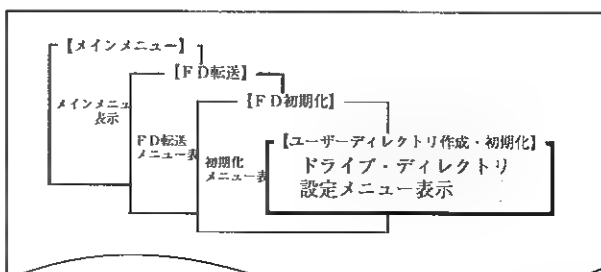 【メインメニュー】
【FD転送】
メインメニュ
表示
【FD初期化】
FD転送
メニュー表
【ユーザーディレクトリ作成・初期化】
初期化
メニュー表
ドライブ・ディレクトリ
設定メニュー表示